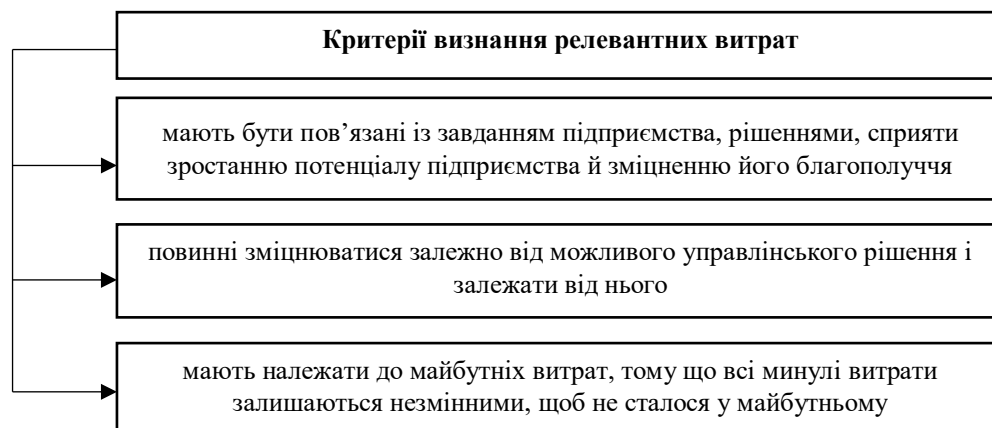 Критерії визнання релевантних витрат
мають бути пов’язані із завданням підприємства, рішеннями, сприяти
зростанню потенціалу підприємства й зміцненню його благополуччя
повинні зміцнюватися залежно від можливого управлінського рішення і
залежати від нього
мають належати до майбутніх витрат, тому що всі минулі витрати
залишаються незмінними, щоб не сталося у майбутньому